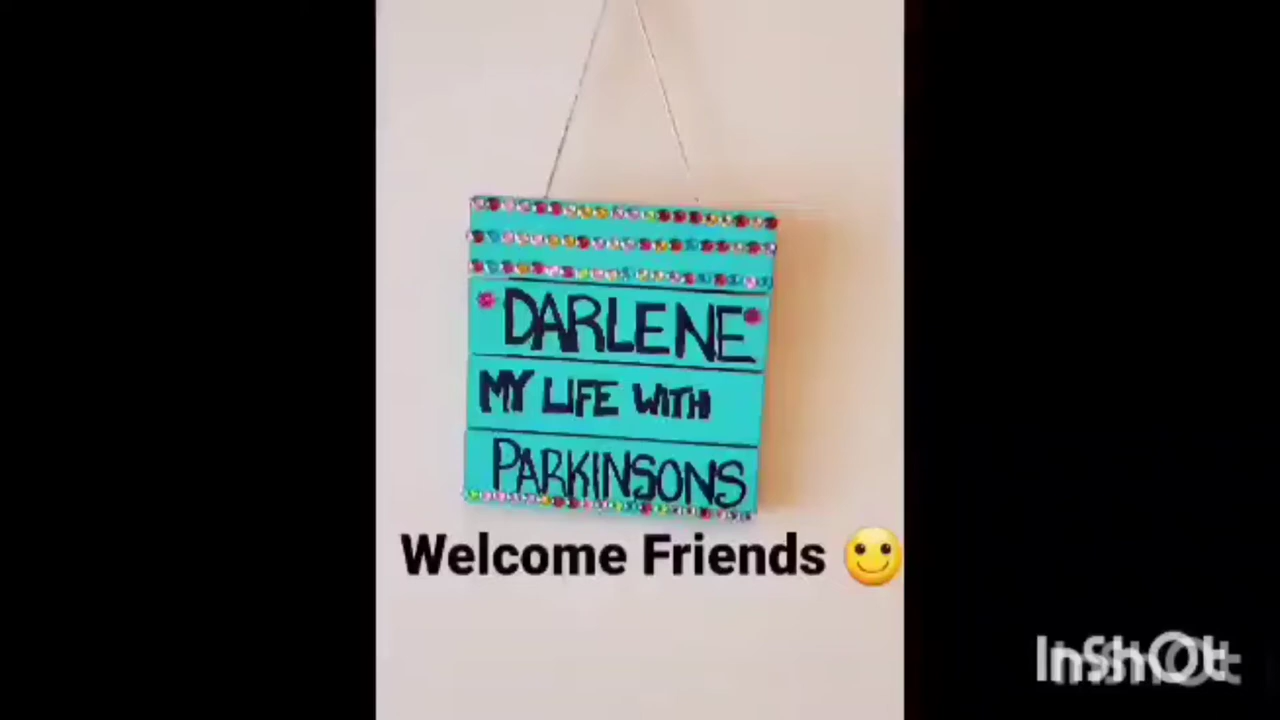 DARLENE
MY LIFE WITH
PARKINSONS
Welcome Friends 🙂
InShOt